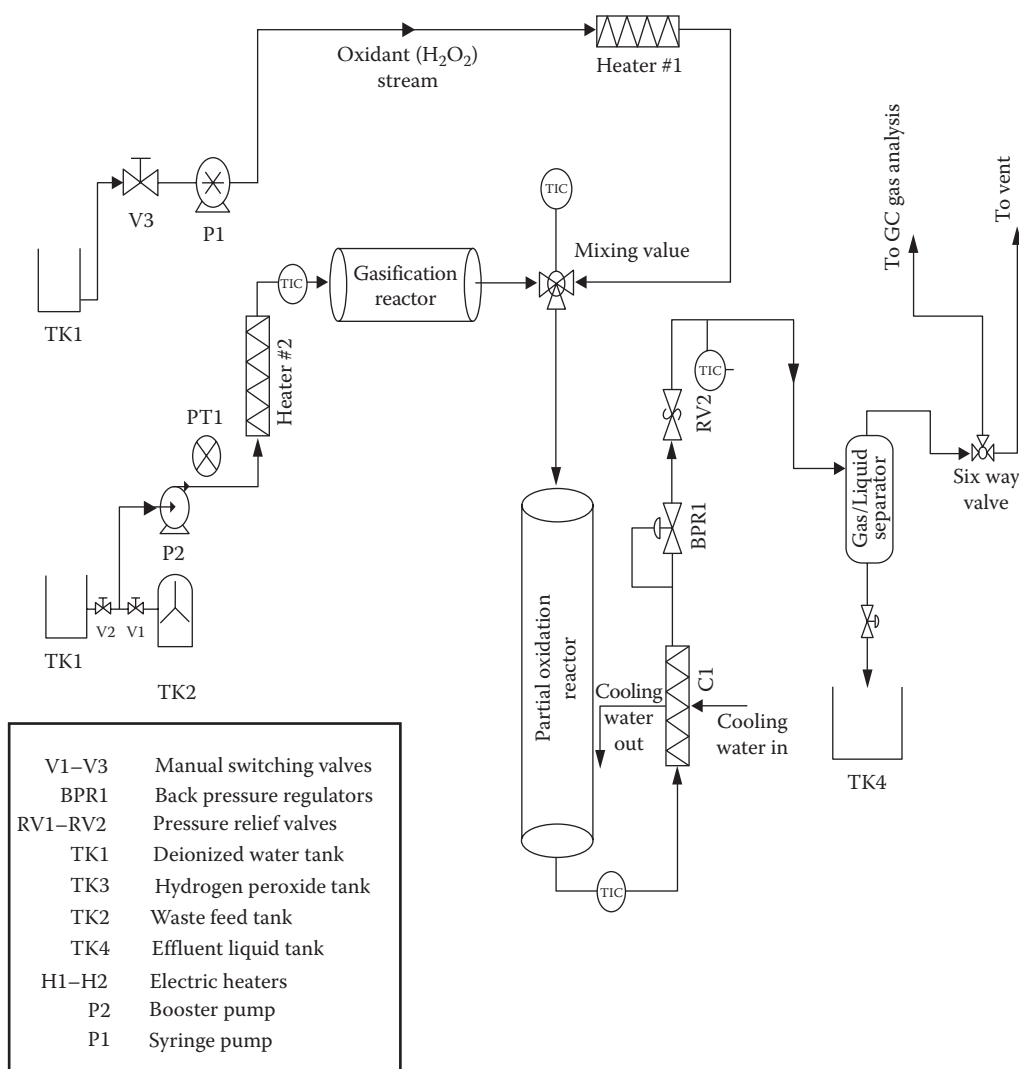 Oxidant (H₂O₂)
stream
Heater #1
V3
P1
TK1
TIC
Mixing value
To GC gas analysis
To vent
TIC
Gasification
reactor
Heater #2
PT1
P2
TK1
V2
V1
TK2
TIC
RV2
BPR1
Gas/Liquid
separator
Six way
valve
Partial oxidation
reactor
C1
Cooling
water
out
Cooling
water in
TIC
TK4
V1–V3 Manual switching valves
BPR1 Back pressure regulators
RV1–RV2 Pressure relief valves
TK1 Deionized water tank
TK3 Hydrogen peroxide tank
TK2 Waste feed tank
TK4 Effluent liquid tank
H1–H2 Electric heaters
P2 Booster pump
P1 Syringe pump